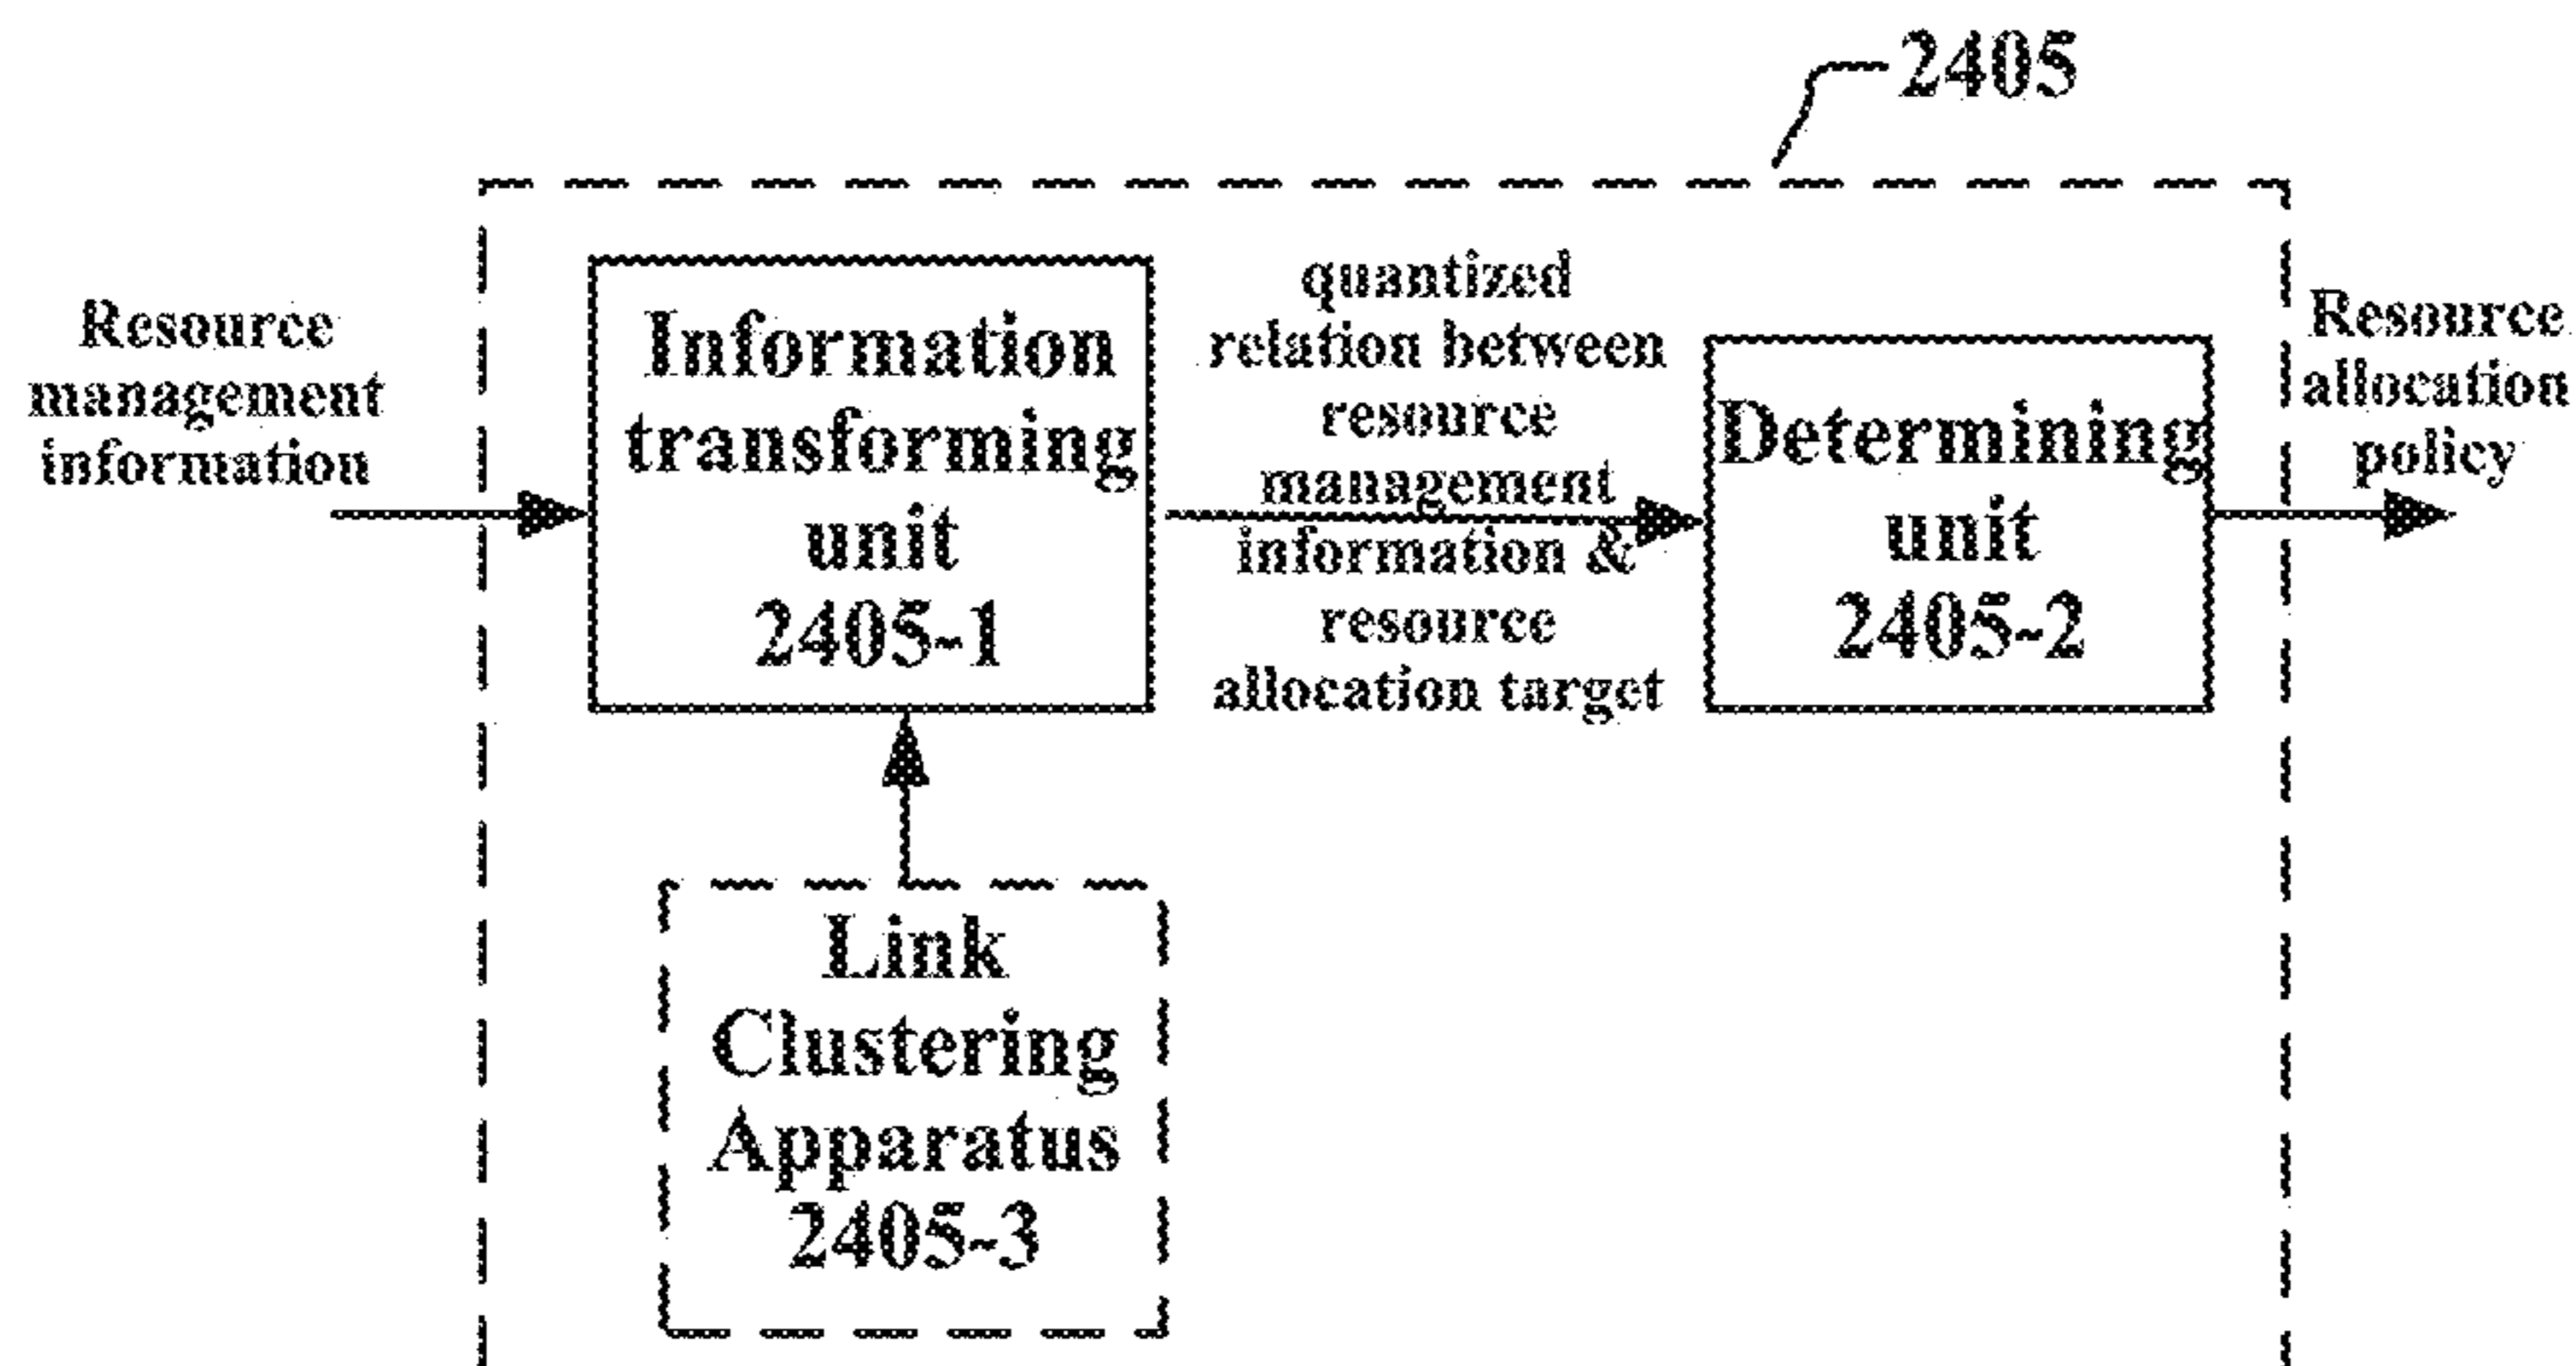 2405
Resource
management
information
Information
transforming
unit
2405-1
quantized
relation between
resource
management
information &
resource
allocation target
Determining
unit
2405-2
Resource
allocation
policy
Link
Clustering
Apparatus
2405-3